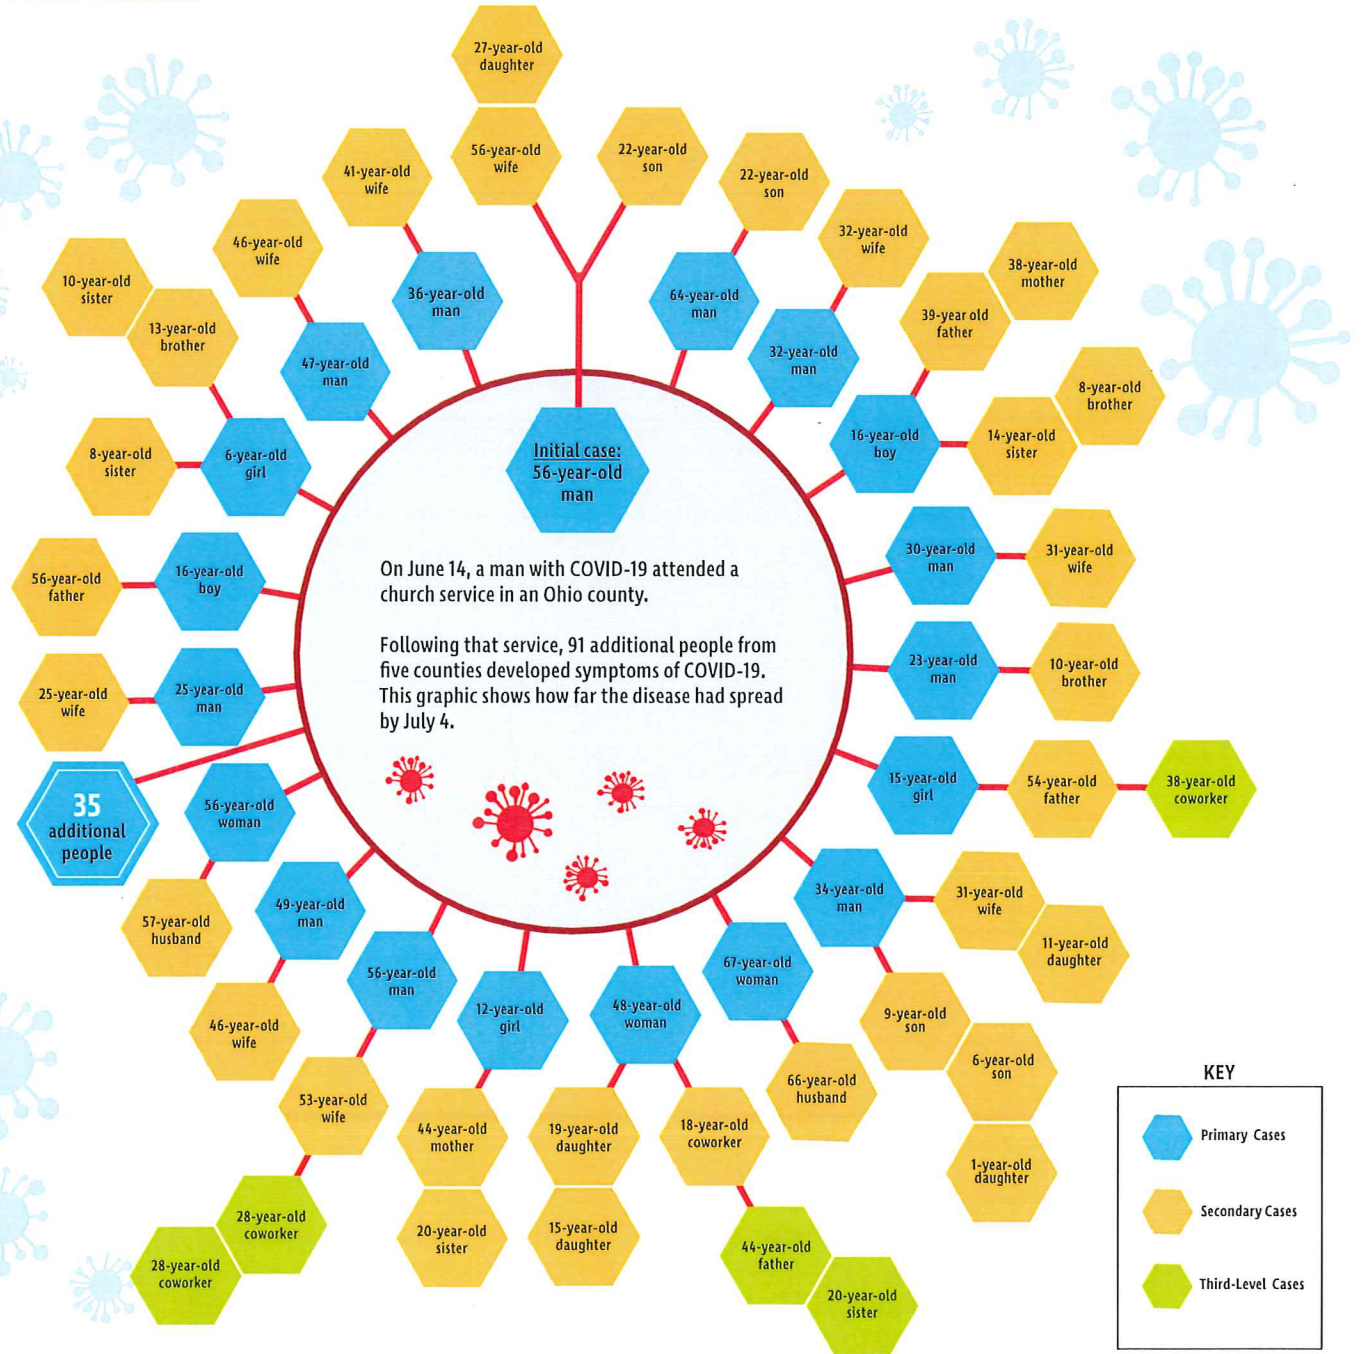 27-year-old
daughter
56-year-old
wife
22-year-old
son
41-year-old
wife
36-year-old
man
22-year-old
son
64-year-old
man
32-year-old
wife
32-year-old
man
46-year-old
wife
47-year-old
man
38-year-old
mother
39-year old
father
16-year-old
boy
14-year-old
sister
8-year-old
brother
10-year-old
sister
13-year-old
brother
8-year-old
sister
6-year-old
girl
Initial case:
56-year-old
man
On June 14, a man with COVID-19 attended a
church service in an Ohio county.
Following that service, 91 additional people from
five counties developed symptoms of COVID-19.
This graphic shows how far the disease had spread
by July 4.
30-year-old
man
31-year-old
wife
56-year-old
father
16-year-old
boy
23-year-old
man
10-year-old
brother
25-year-old
wife
25-year-old
man
15-year-old
girl
54-year-old
father
38-year-old
coworker
35
additional
people
56-year-old
woman
57-year-old
husband
49-year-old
man
46-year-old
wife
56-year-old
man
53-year-old
wife
28-year-old
coworker
28-year-old
coworker
12-year-old
girl
44-year-old
mother
20-year-old
sister
48-year-old
woman
19-year-old
daughter
15-year-old
daughter
18-year-old
coworker
44-year-old
father
20-year-old
sister
67-year-old
woman
66-year-old
husband
34-year-old
man
31-year-old
wife
11-year-old
daughter
9-year-old
son
6-year-old
son
1-year-old
daughter
KEY
Primary Cases
Secondary Cases
Third-Level Cases